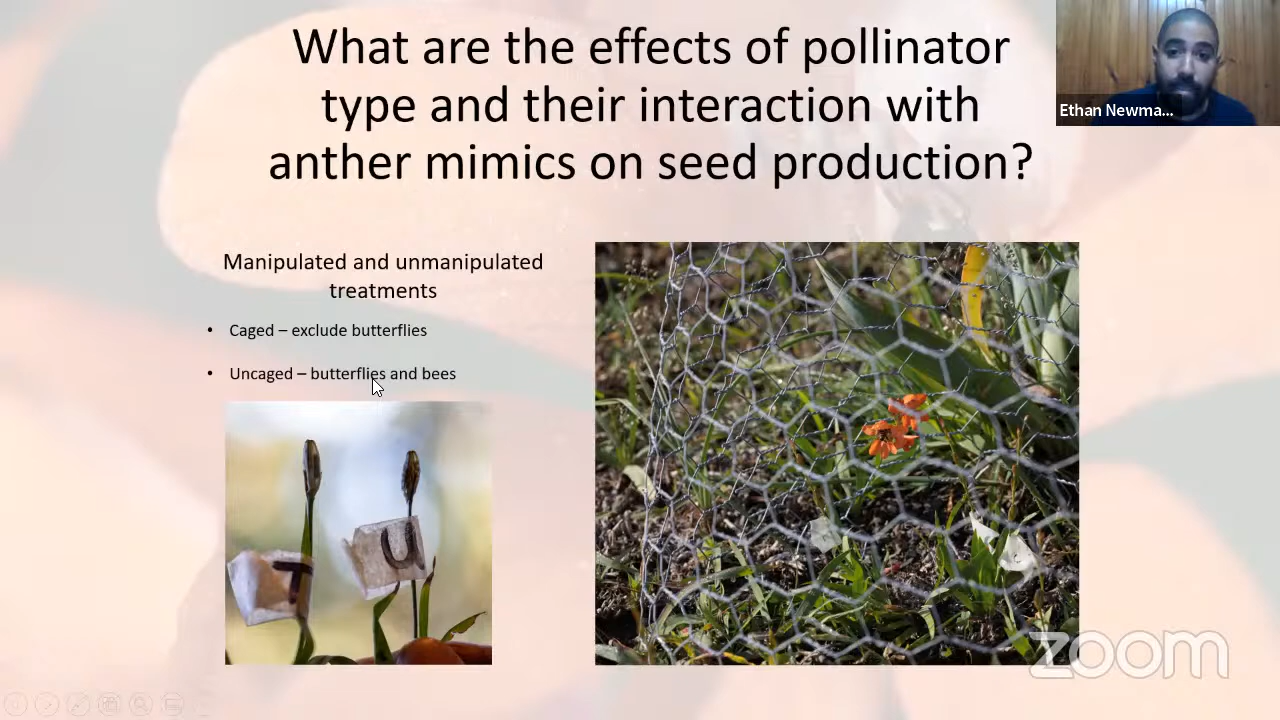 What are the effects of pollinator
type and their interaction with
anther mimics on seed production?
Ethan Newma...
Manipulated and unmanipulated
treatments
• Caged – exclude butterflies
• Uncaged – butterflies and bees
T
U
zoom